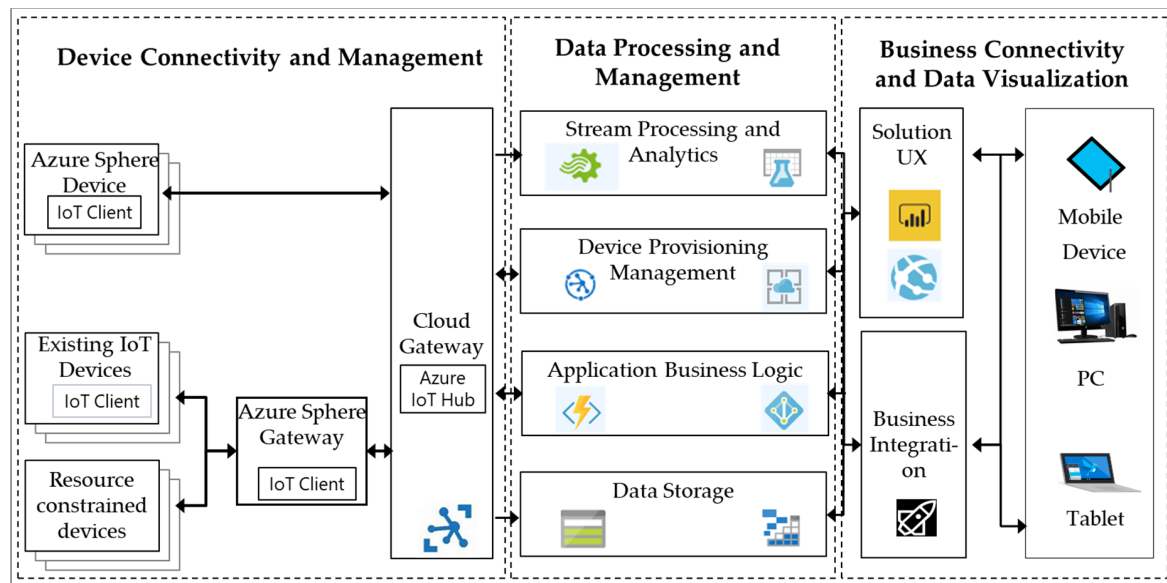 Device Connectivity and Management
Azure Sphere
Device
IoT Client
Existing IoT
Devices
IoT Client
Resource
constrained
devices
Azure Sphere
Gateway
IoT Client
Cloud
Gateway
Azure
IoT Hub
Data Processing and
Management
Stream Processing and
Analytics
Device Provisioning
Management
Application Business Logic
Data Storage
Business Connectivity
and Data Visualization
Solution
UX
Business
Integrati-
on
Mobile
Device
PC
Tablet